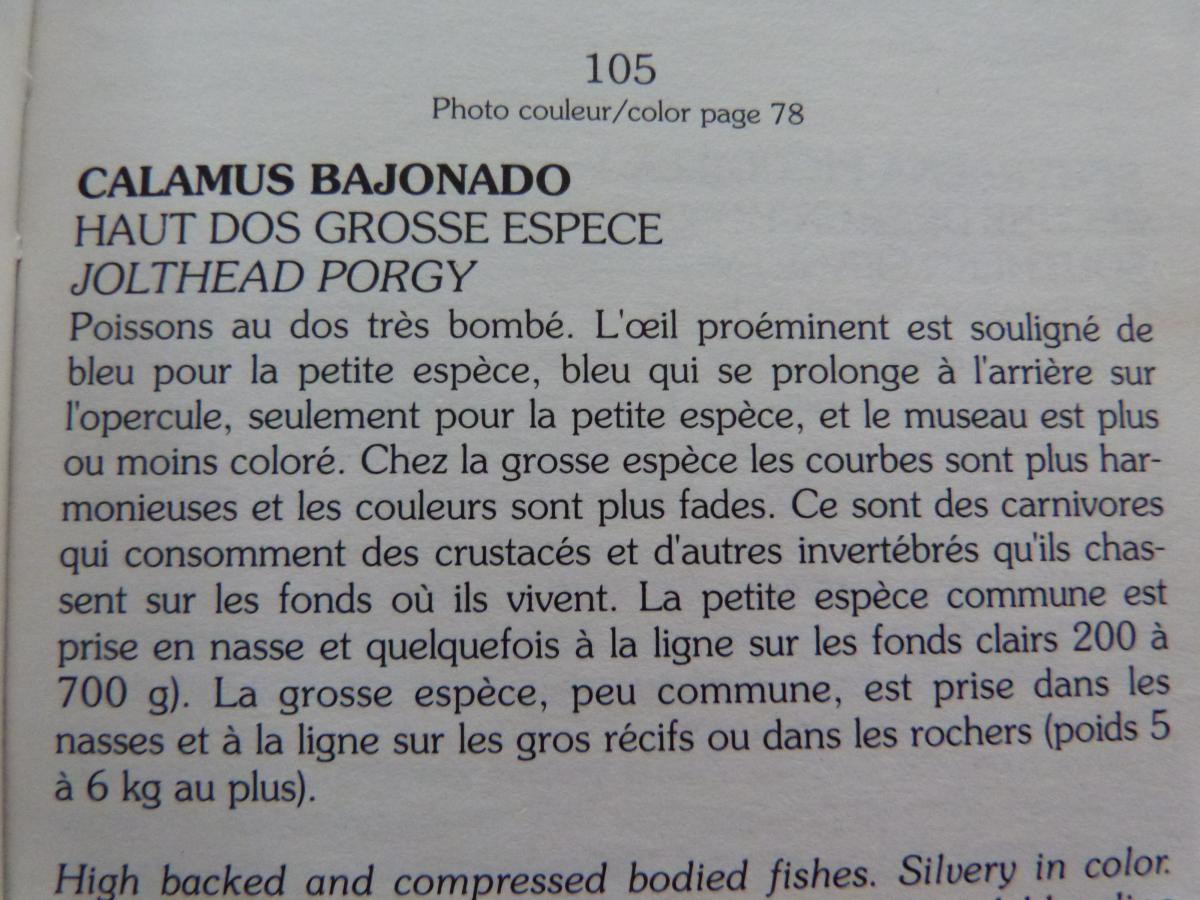 105
Photo couleur/color page 78
CALAMUS BAJONADO
HAUT DOS GROSSE ESPECE
JOLTHEAD PORGY
Poissons au dos très bombé. L'œil proéminent est souligné de
bleu pour la petite espèce, bleu qui se prolonge à l'arrière sur
l'opercule, seulement pour la petite espèce, et le museau est plus
ou moins coloré. Chez la grosse espèce les courbes sont plus har-
monieuses et les couleurs sont plus fades. Ce sont des carnivores
qui consomment des crustacés et d'autres invertébrés qu'ils chas-
sent sur les fonds où ils vivent. La petite espèce commune est
prise en nasse et quelquefois à la ligne sur les fonds clairs 200 à
700 g). La grosse espèce, peu commune, est prise dans les
nasses et à la ligne sur les gros récifs ou dans les rochers (poids 5
à 6 kg au plus).
High backed and compressed bodied fishes. Silvery in color.